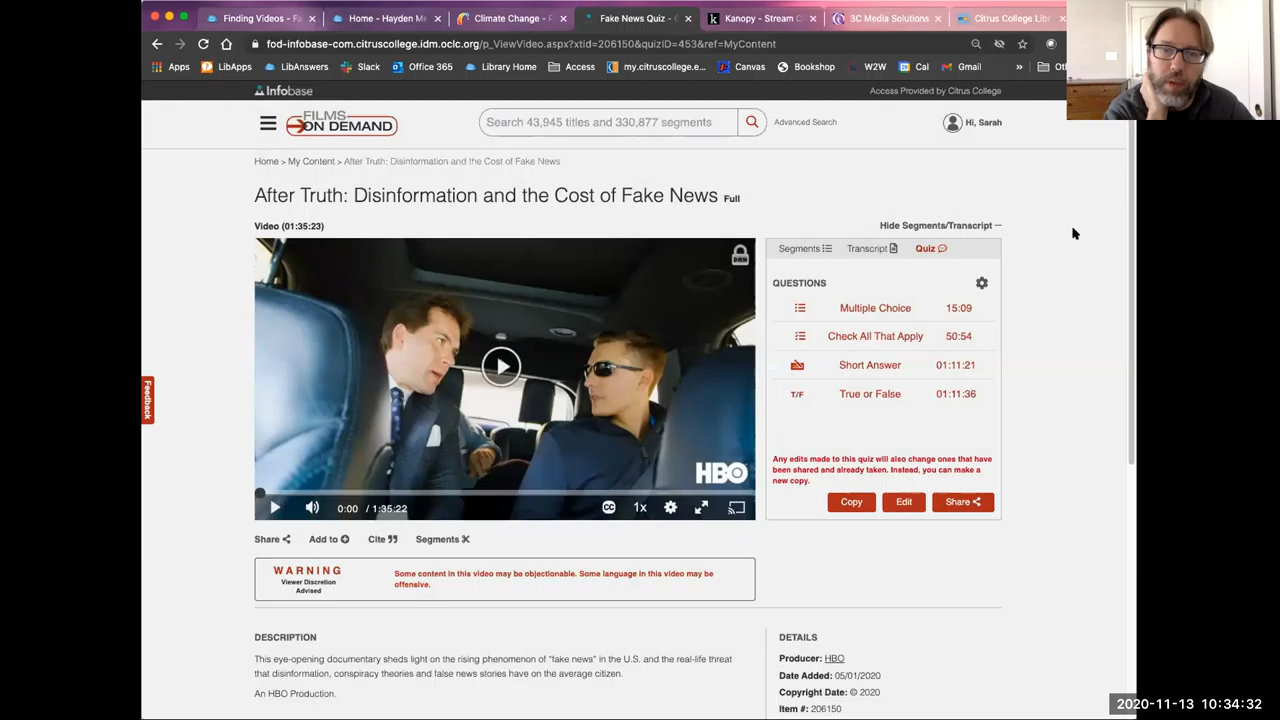 Finding Videos - Fa
Home - Hayden Me
Climate Change - F
Fake News Quiz - C
Kanopy - Stream C
3C Media Solutions
Citrus College Libr
fod-infobase-com.citruscollege.idm.oclc.org/p_ViewVideo.aspx?xtid=206150&quizID=453&ref=MyContent
Apps LibApps LibAnswers Slack Office 365 Library Home Access my.citruscollege.e... Canvas Bookshop W2W Cal Gmail » Ot
Infobase
Access Provided by Citrus College
FILMS ON DEMAND
Search 43,945 titles and 330,877 segments
Advanced Search
Hi, Sarah
Home > My Content > After Truth: Disinformation and the Cost of Fake News
After Truth: Disinformation and the Cost of Fake News Full
Video (01:35:23)
Hide Segments/Transcript —
Segments Transcript Quiz
QUESTIONS
Multiple Choice 15:09
Check All That Apply 50:54
Short Answer 01:11:21
T/F True or False 01:11:36
Any edits made to this quiz will also change ones that have
been shared and already taken. Instead, you can make a
new copy.
Copy Edit Share
Feedback
HBO
0:00 / 1:35:22
CC 1x
Share Add to Cite Segments
WARNING
Viewer Discretion
Advised
Some content in this video may be objectionable. Some language in this video may be
offensive.
DESCRIPTION
This eye-opening documentary sheds light on the rising phenomenon of "fake news" in the U.S. and the real-life threat
that disinformation, conspiracy theories and false news stories have on the average citizen.
An HBO Production.
DETAILS
Producer: HBO
Date Added: 05/01/2020
Copyright Date: © 2020
Item #: 206150
2020-11-13 10:34:32